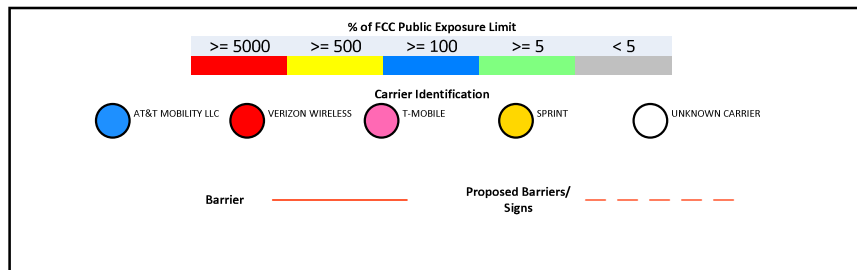 % of FCC Public Exposure Limit
>= 5000 >= 500 >= 100 >= 5 < 5
Carrier Identification
AT&T MOBILITY LLC VERIZON WIRELESS T-MOBILE SPRINT UNKNOWN CARRIER
Barrier
Proposed Barriers/
Signs